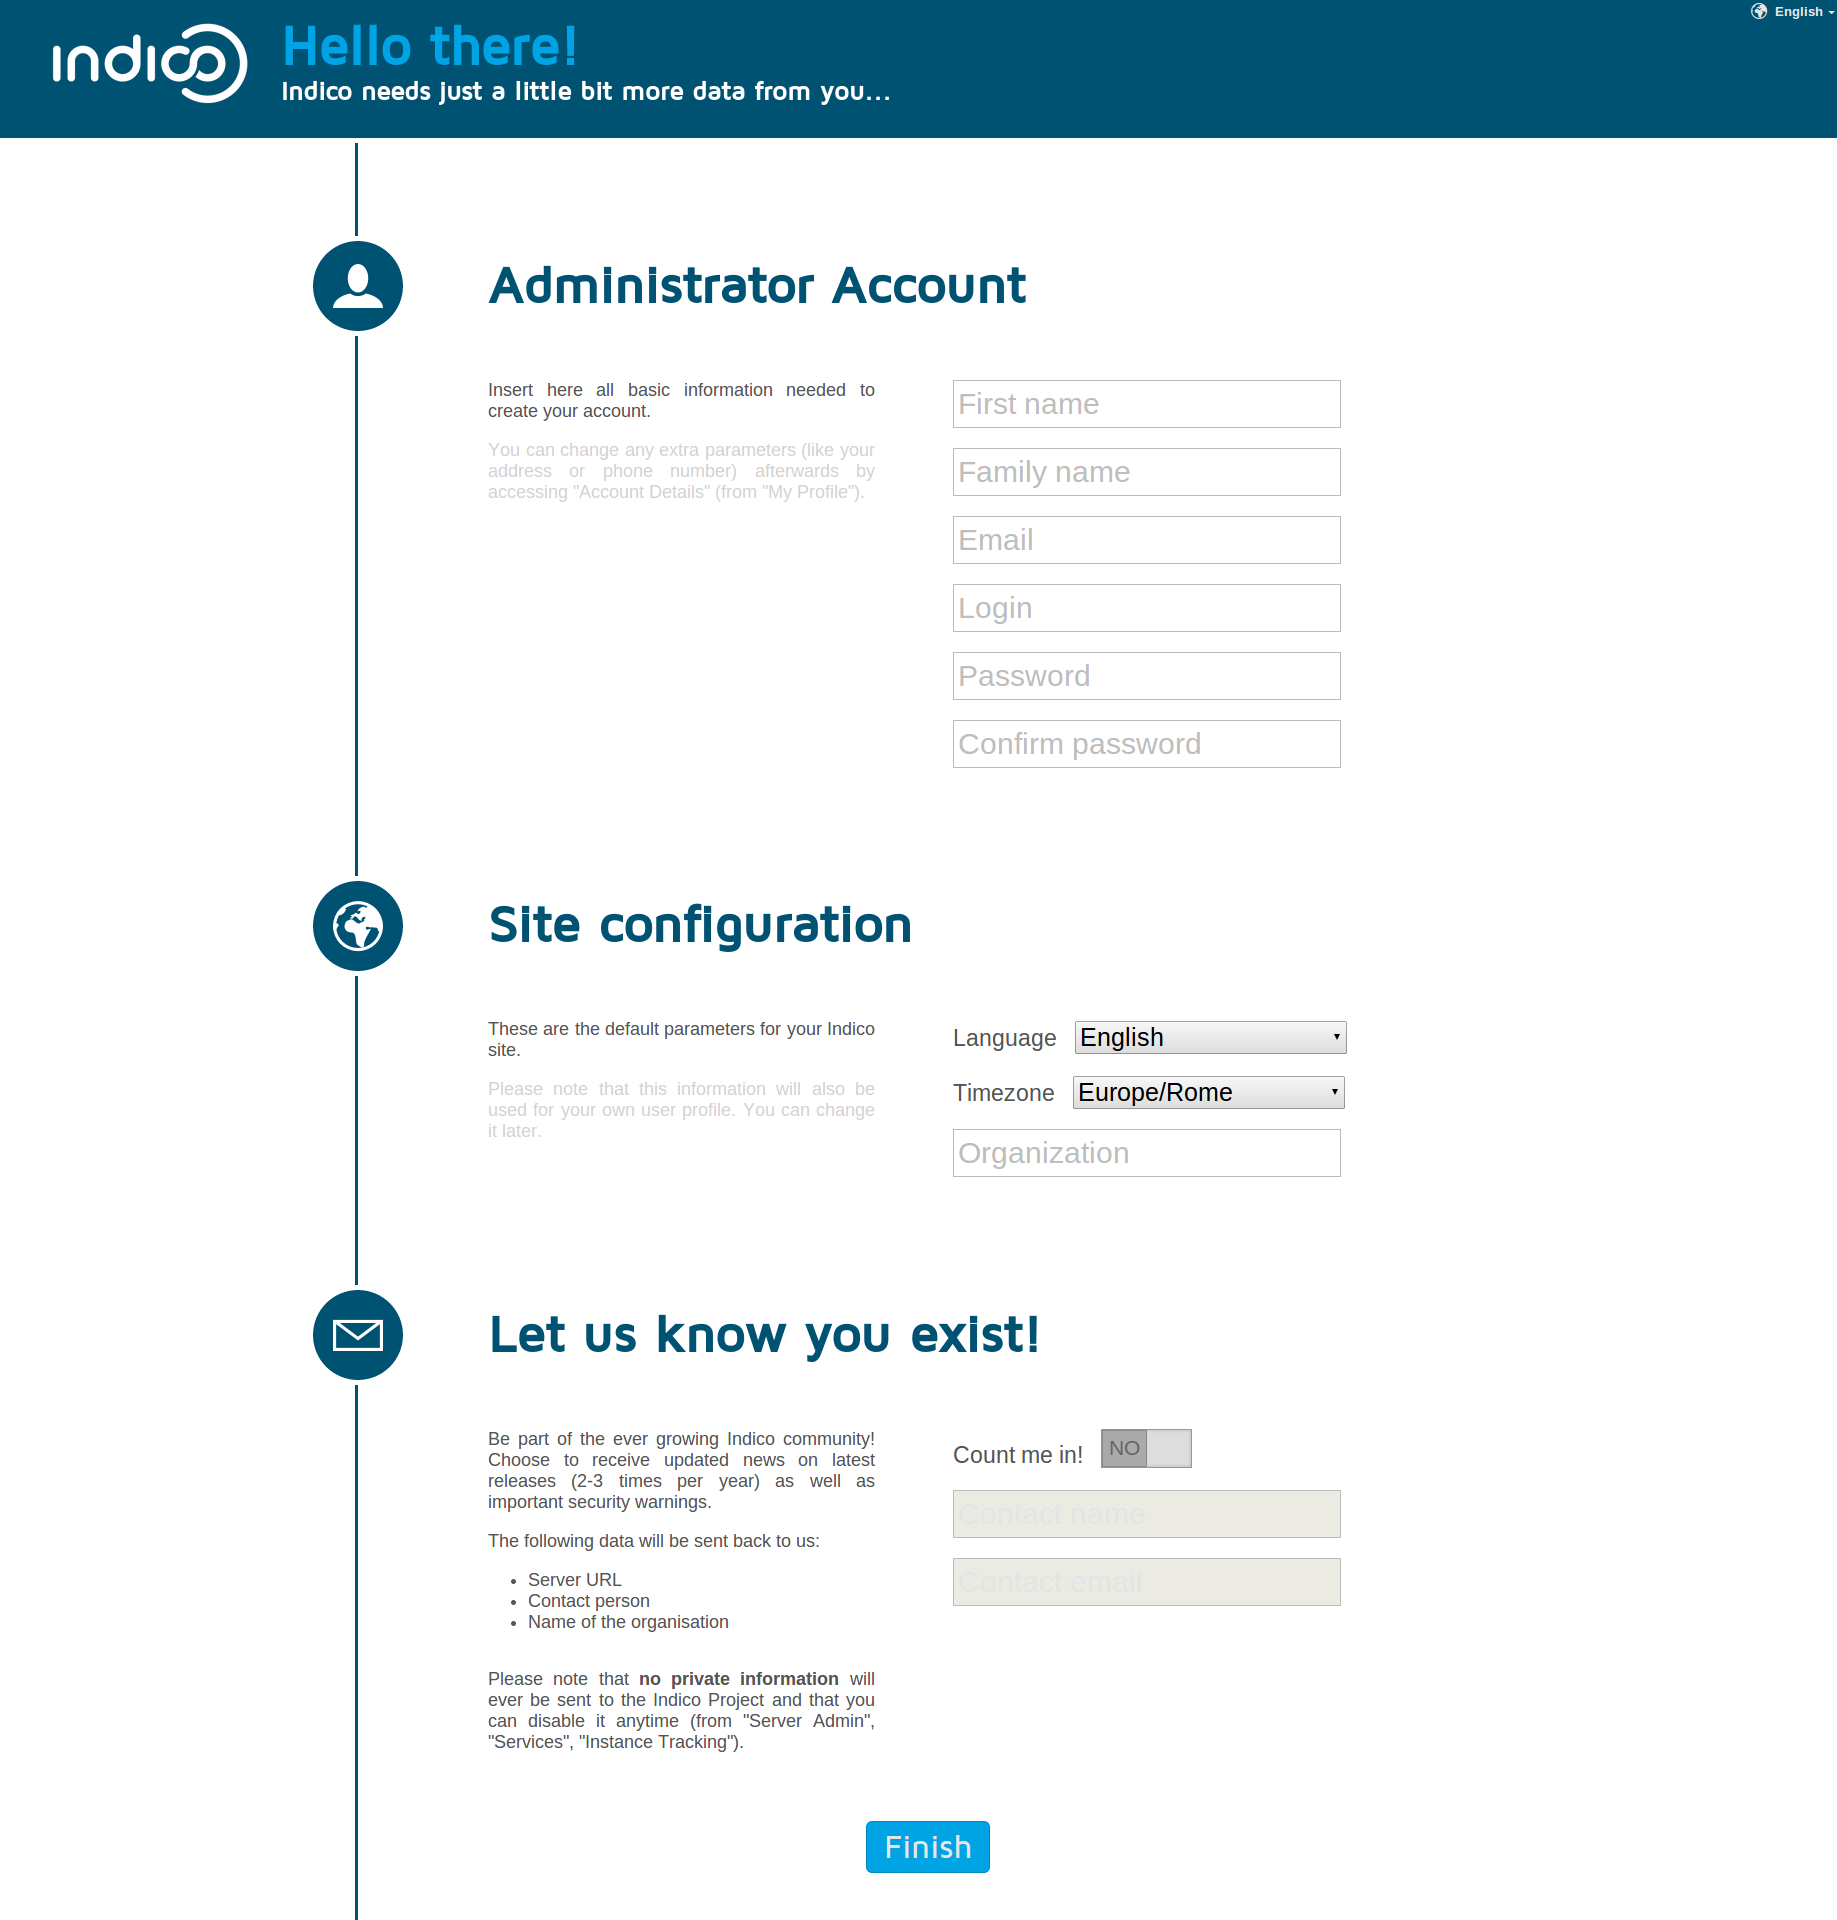 indico
Hello there!
Indico needs just a little bit more data from you...
English
Administrator Account
Insert here all basic information needed to
create your account.
You can change any extra parameters (like your
address or phone number) afterwards by
accessing "Account Details" (from "My Profile").
First name
Family name
Email
Login
Password
Confirm password
Site configuration
These are the default parameters for your Indico
site.
Please note that this information will also be
used for your own user profile. You can change
it later.
Language English
Timezone Europe/Rome
Organization
Let us know you exist!
Be part of the ever growing Indico community!
Choose to receive updated news on latest
releases (2-3 times per year) as well as
important security warnings.
The following data will be sent back to us:
• Server URL
• Contact person
• Name of the organisation
Please note that no private information will
ever be sent to the Indico Project and that you
can disable it anytime (from "Server Admin",
"Services", "Instance Tracking").
Count me in! NO
Contact name
Contact email
Finish